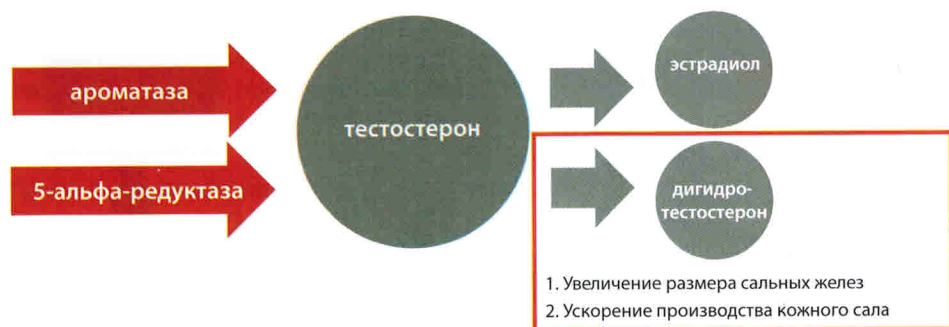 ароматаза
5-альфа-редуктаза
тестостерон
эстрадиол
дигидро-
тестостерон
1. Увеличение размера сальных желез
2. Ускорение производства кожного сала